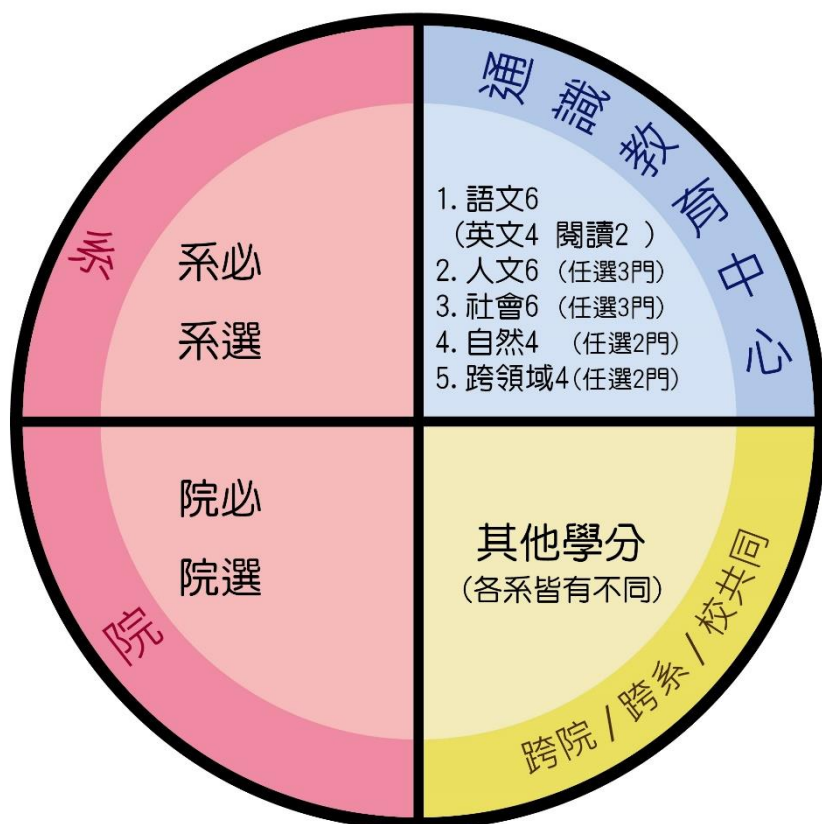 系
系必
系選
通識教育中心
1. 語文6
(英文4 閱讀2 )
2. 人文6 (任選3門)
3. 社會6 (任選3門)
4. 自然4 (任選2門)
5. 跨領域4(任選2門)
院必
院選
院
其他學分
(各系皆有不同)
跨院 / 跨系 / 校共同